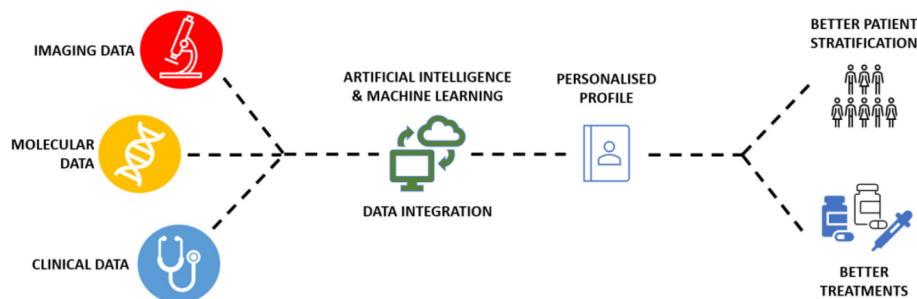 IMAGING DATA
MOLECULAR
DATA
CLINICAL DATA
ARTIFICIAL INTELLIGENCE
& MACHINE LEARNING
DATA INTEGRATION
PERSONALISED
PROFILE
BETTER PATIENT
STRATIFICATION
BETTER
TREATMENTS